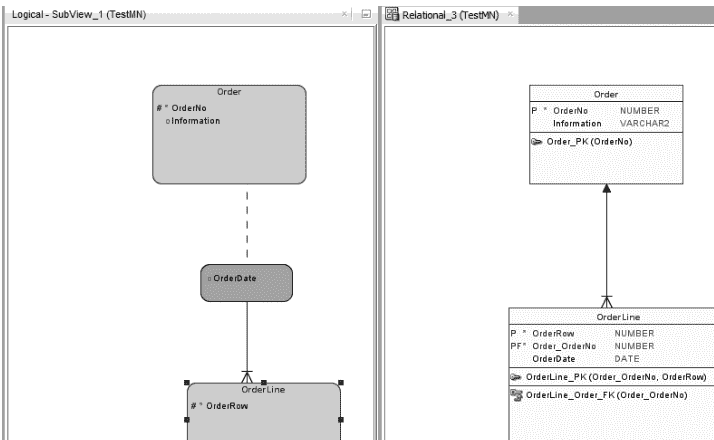 Logical - SubView_1 (TestMN) ×
Order
# * OrderNo
o Information
o OrderDate
OrderLine
# * OrderRow
Relational_3 (TestMN) ×
Order
P * OrderNo NUMBER
Information VARCHAR2
Order_PK (OrderNo)
OrderLine
P * OrderRow NUMBER
PF* Order_OrderNo NUMBER
OrderDate DATE
OrderLine_PK (Order_OrderNo, OrderRow)
OrderLine_Order_FK (Order_OrderNo)